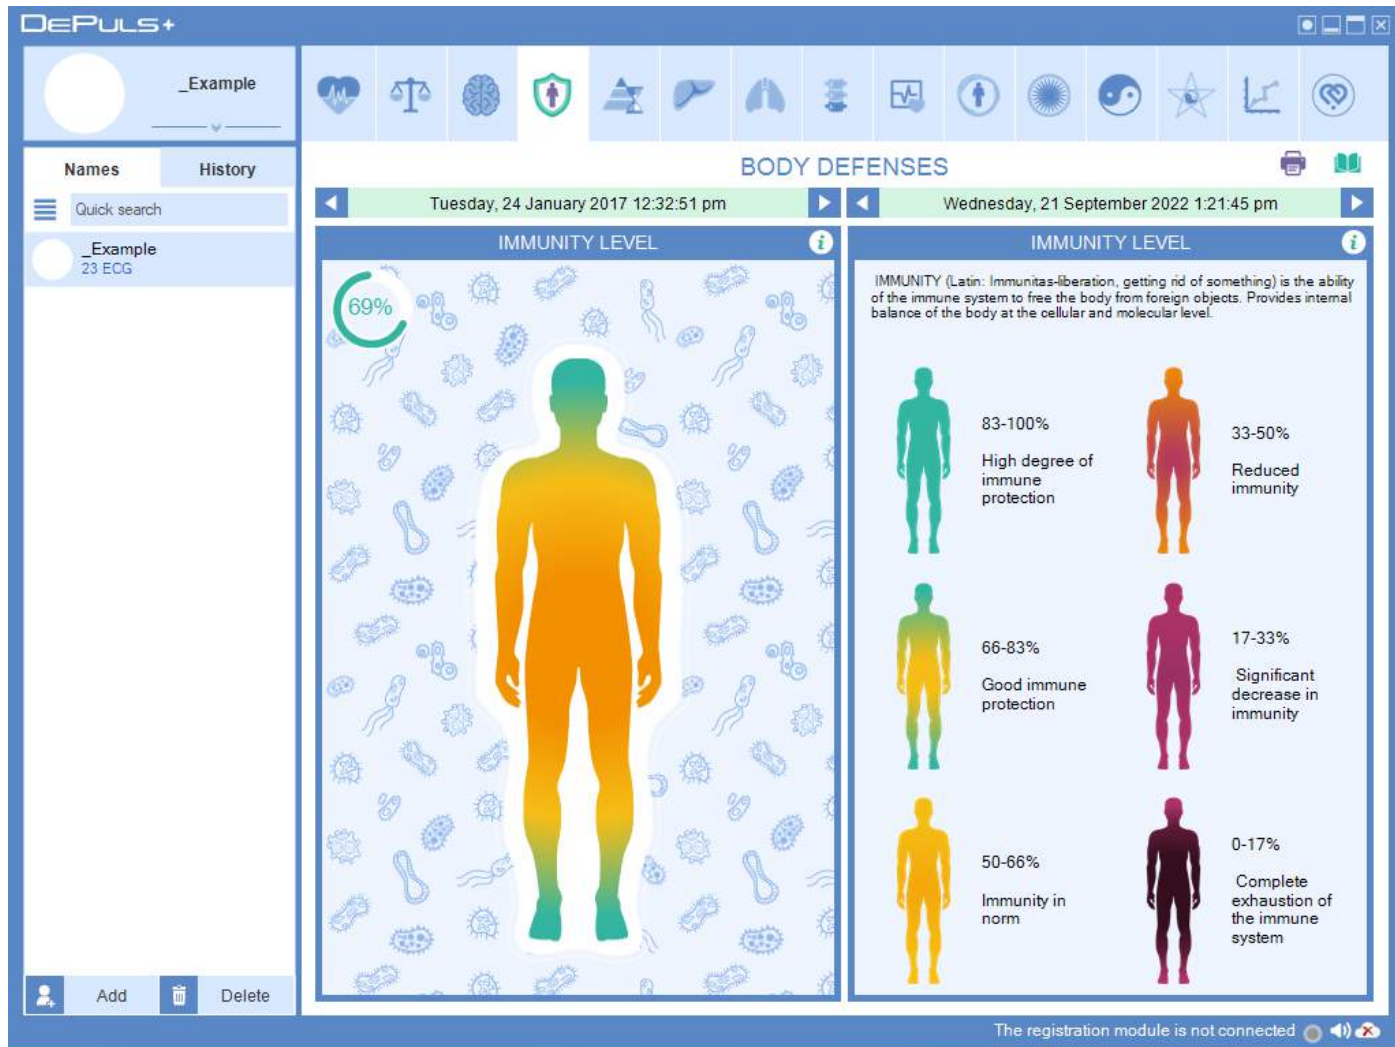 DePuls+
_Example
Names
History
Quick search
_Example
23 ECG
Add
Delete
BODY DEFENSES
Tuesday, 24 January 2017 12:32:51 pm
Wednesday, 21 September 2022 1:21:45 pm
IMMUNITY LEVEL
69%
IMMUNITY LEVEL
IMMUNITY (Latin: Immunitas-liberation, getting rid of something) is the ability
of the immune system to free the body from foreign objects. Provides internal
balance of the body at the cellular and molecular level.
83-100%
High degree of
immune
protection
33-50%
Reduced
immunity
66-83%
Good immune
protection
17-33%
Significant
decrease in
immunity
50-66%
Immunity in
norm
0-17%
Complete
exhaustion of
the immune
system
The registration module is not connected